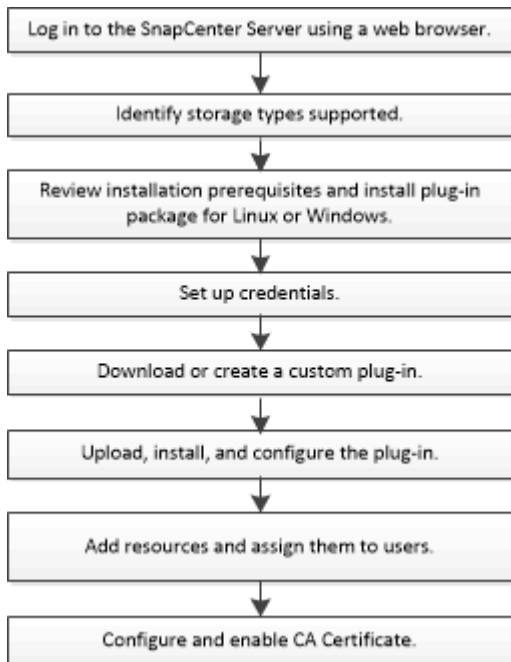 Log in to the SnapCenter Server using a web browser.
Identify storage types supported.
Review installation prerequisites and install plug-in
package for Linux or Windows.
Set up credentials.
Download or create a custom plug-in.
Upload, install, and configure the plug-in.
Add resources and assign them to users.
Configure and enable CA Certificate.